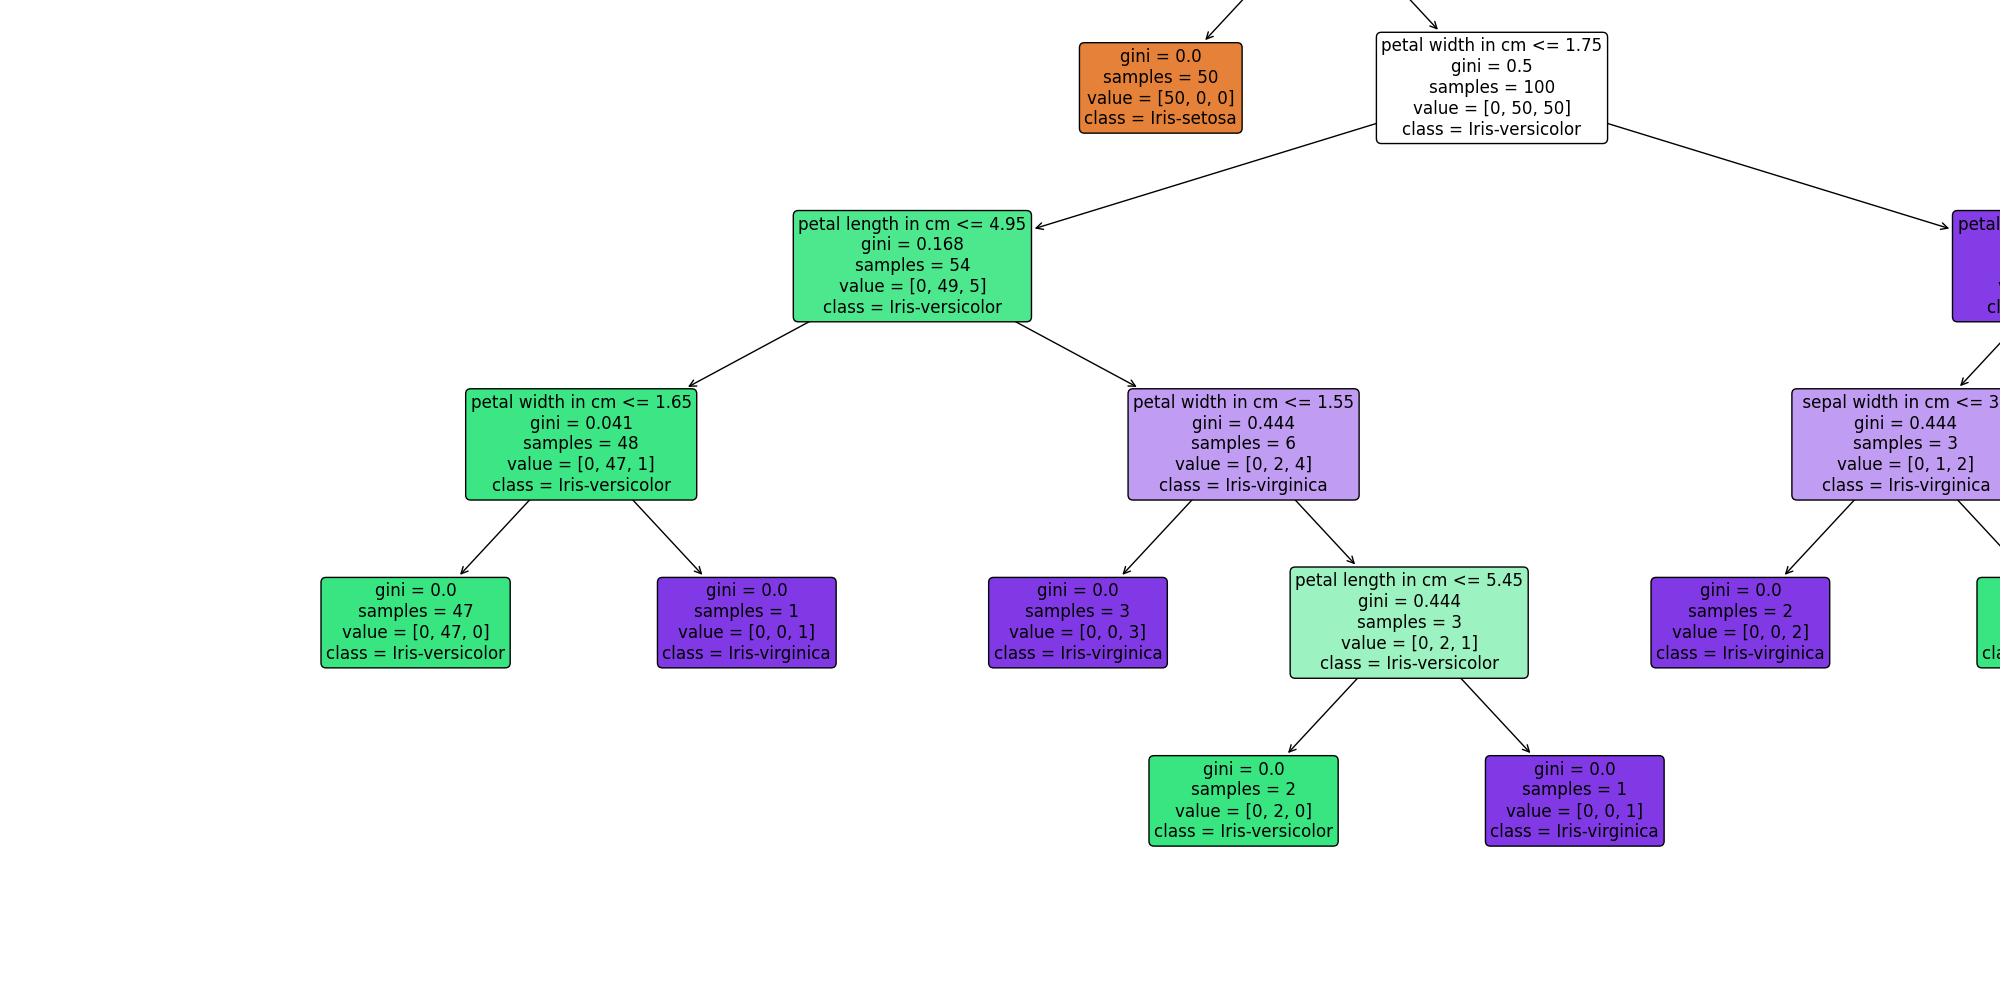 gini = 0.0
samples = 50
value = [50, 0, 0]
class = Iris-setosa
petal width in cm <= 1.75
gini = 0.5
samples = 100
value = [0, 50, 50]
class = Iris-versicolor
petal length in cm <= 4.95
gini = 0.168
samples = 54
value = [0, 49, 5]
class = Iris-versicolor
petal
petal width in cm <= 1.65
gini = 0.041
samples = 48
value = [0, 47, 1]
class = Iris-versicolor
petal width in cm <= 1.55
gini = 0.444
samples = 6
value = [0, 2, 4]
class = Iris-virginica
sepal width in cm <= 3
gini = 0.444
samples = 3
value = [0, 1, 2]
class = Iris-virginica
gini = 0.0
samples = 47
value = [0, 47, 0]
class = Iris-versicolor
gini = 0.0
samples = 1
value = [0, 0, 1]
class = Iris-virginica
gini = 0.0
samples = 3
value = [0, 0, 3]
class = Iris-virginica
petal length in cm <= 5.45
gini = 0.444
samples = 3
value = [0, 2, 1]
class = Iris-versicolor
gini = 0.0
samples = 2
value = [0, 0, 2]
class = Iris-virginica
gini = 0.0
samples = 2
value = [0, 2, 0]
class = Iris-versicolor
gini = 0.0
samples = 1
value = [0, 0, 1]
class = Iris-virginica